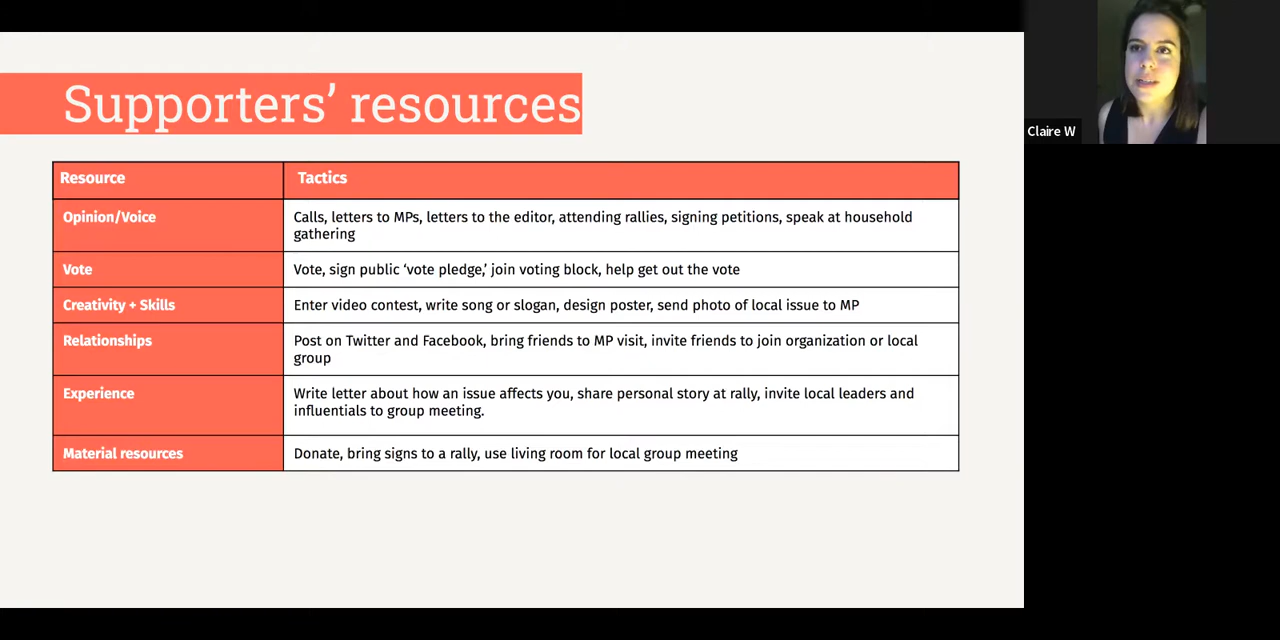 Supporters’ resources
Resource
Tactics
Opinion/Voice
Calls, letters to MPs, letters to the editor, attending rallies, signing petitions, speak at household
gathering
Vote
Vote, sign public ‘vote pledge,’ join voting block, help get out the vote
Creativity + Skills
Enter video contest, write song or slogan, design poster, send photo of local issue to MP
Relationships
Post on Twitter and Facebook, bring friends to MP visit, invite friends to join organization or local
group
Experience
Write letter about how an issue affects you, share personal story at rally, invite local leaders and
influentials to group meeting.
Material resources
Donate, bring signs to a rally, use living room for local group meeting
Claire W